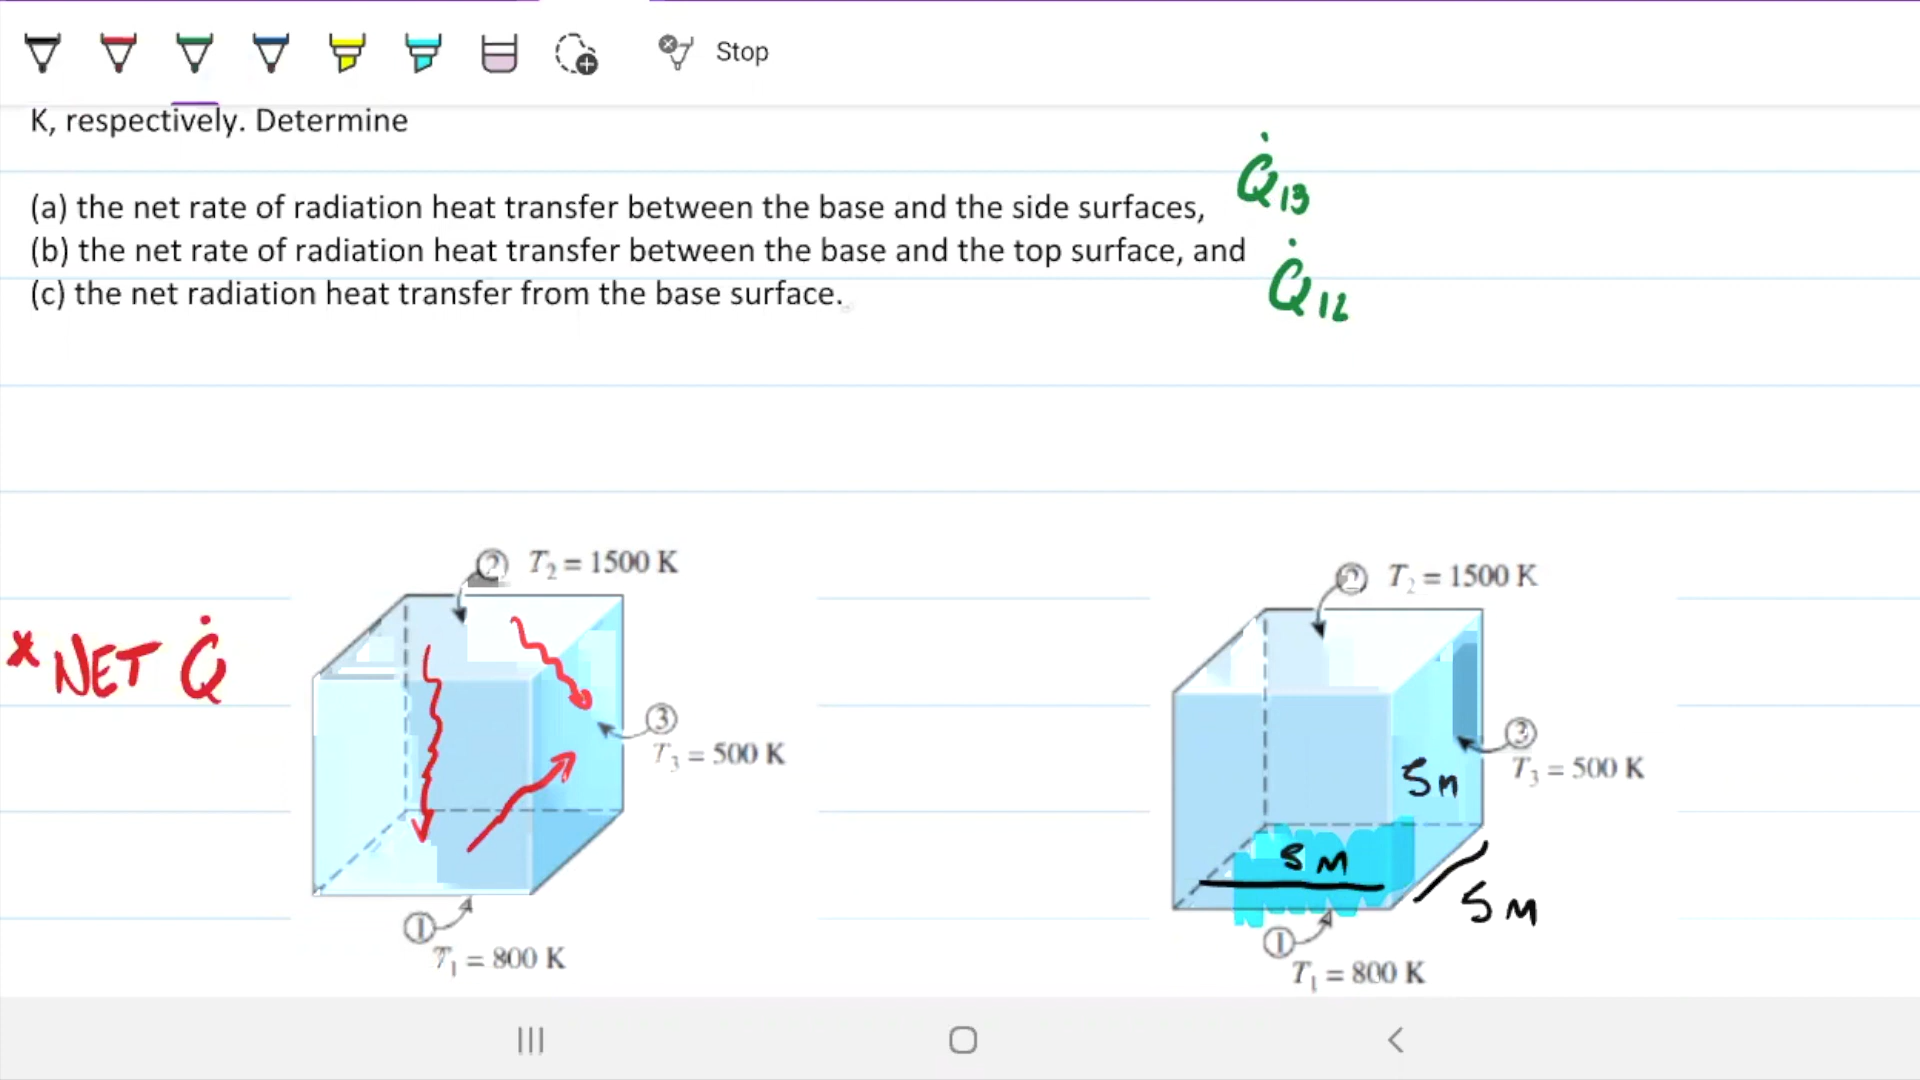 Stop
K, respectively. Determine
(a) the net rate of radiation heat transfer between the base and the side surfaces,
Q̇13
(b) the net rate of radiation heat transfer between the base and the top surface, and
(c) the net radiation heat transfer from the base surface.
Q̇12
* NET Q̇
② T₂ = 1500 K
③
T₃ = 500 K
①
T₁ = 800 K
② T₂ = 1500 K
③
T₃ = 500 K
5m
5 M
5 M
①
T₁ = 800 K